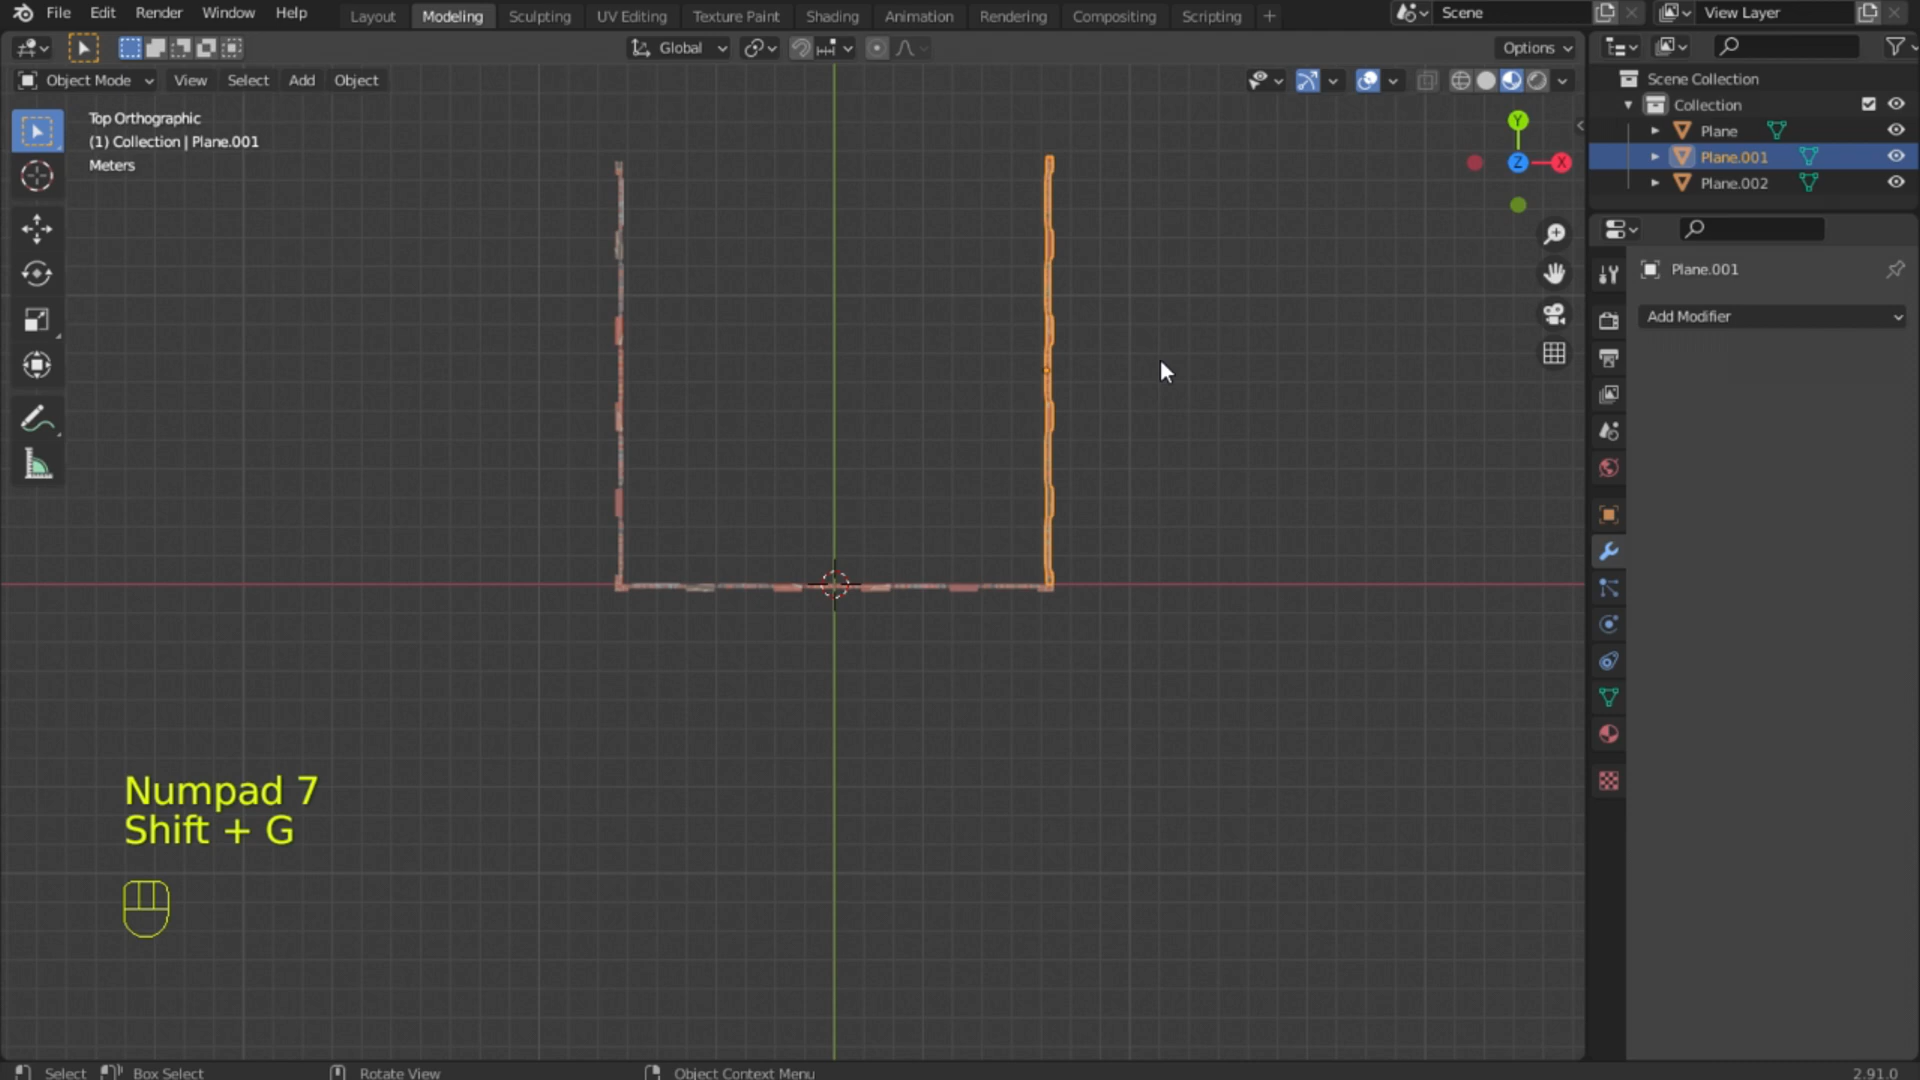 File Edit Render Window Help Layout Modeling Sculpting UV Editing Texture Paint Shading Animation Rendering Compositing Scripting + Scene View Layer
Global Options
Object Mode View Select Add Object
Scene Collection
Collection
Plane
Plane.001
Plane.002
Top Orthographic
(1) Collection | Plane.001
Meters
Y
Z
X
Plane.001
Add Modifier
Numpad 7
Shift + G
Select Box Select Rotate View Object Context Menu 2.91.0